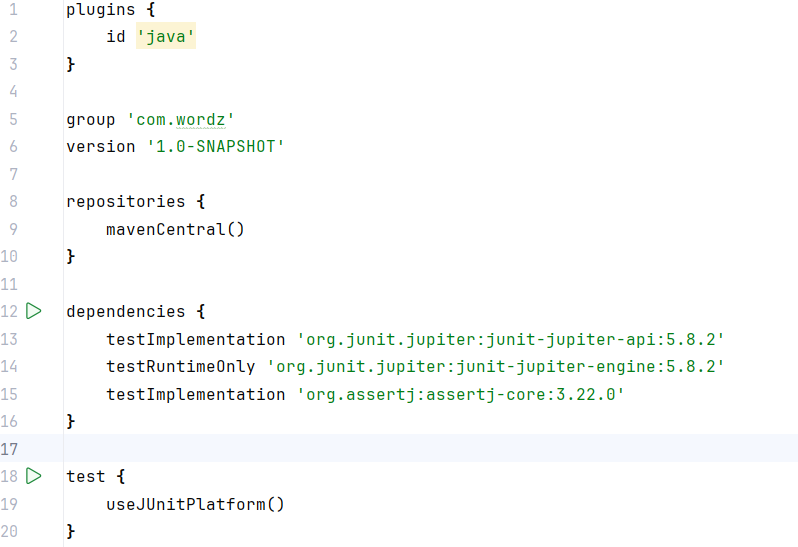 1 plugins {
2     id 'java'
3 }
4
5 group 'com.wordz'
6 version '1.0-SNAPSHOT'
7
8 repositories {
9     mavenCentral()
10 }
11
12 dependencies {
13     testImplementation 'org.junit.jupiter:junit-jupiter-api:5.8.2'
14     testRuntimeOnly 'org.junit.jupiter:junit-jupiter-engine:5.8.2'
15     testImplementation 'org.assertj:assertj-core:3.22.0'
16 }
17
18 test {
19     useJUnitPlatform()
20 }